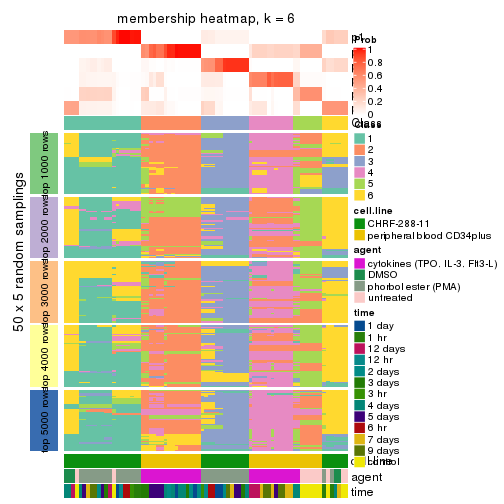 membership heatmap, k = 6
Prob
1
0.8
0.6
0.4
0.2
0
Class
1
2
3
4
5
6
cell.line
CHRF-288-11
peripheral blood CD34plus
agent
cytokines (TPO. IL-3. Flt3-L)
DMSO
phorbol ester (PMA)
untreated
time
1 day
1 hr
12 days
12 hr
2 days
3 days
3 hr
4 days
5 days
6 hr
7 days
9 days
control
50 x 5 random samplings
top 1000 rows
top 2000 rows
top 3000 rows
top 4000 rows
top 5000 rows
agent
time